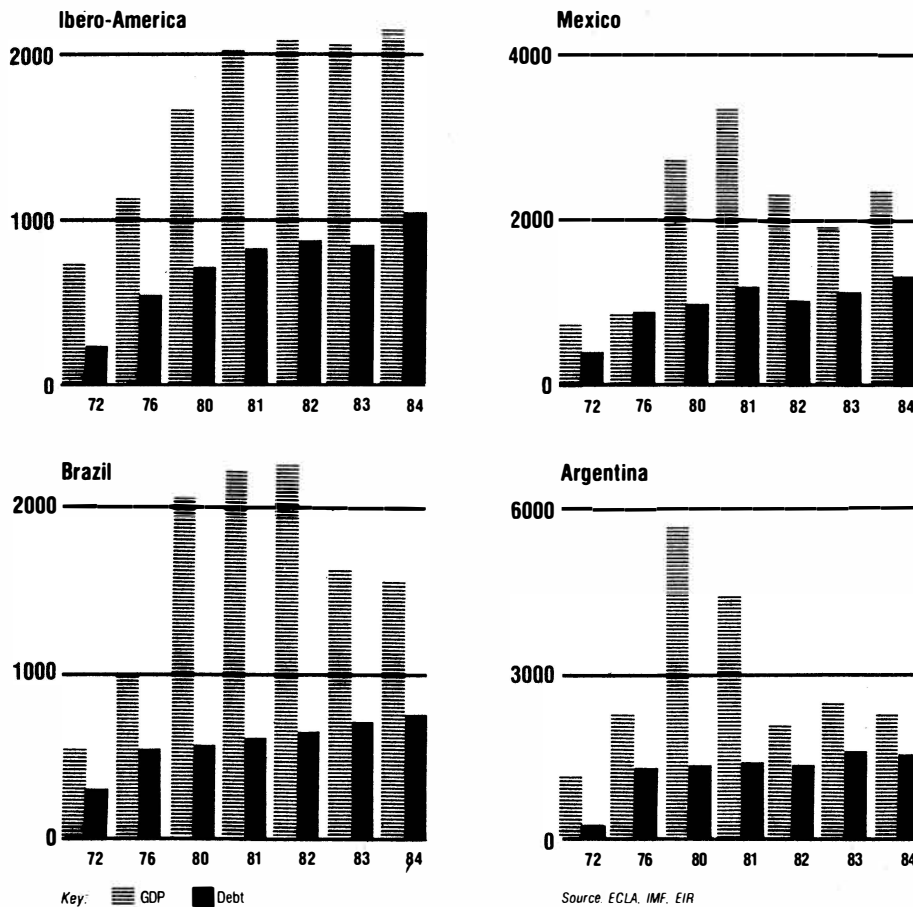 Ibero-America
2000
1000
0
72 76 80 81 82 83 84
Mexico
4000
2000
0
72 76 80 81 82 83 84
Brazil
2000
1000
0
72 76 80 81 82 83 84
Argentina
6000
3000
0
72 76 80 81 82 83 84
Key: GDP Debt
Source. ECLA, IMF, EIR